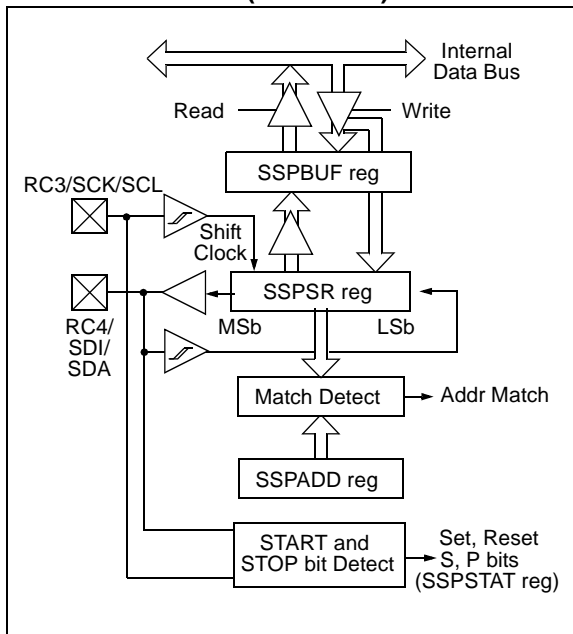 Internal
Data Bus
Read
Write
SSPBUF reg
RC3/SCK/SCL
Shift
Clock
SSPSR reg
MSb
LSb
RC4/
SDI/
SDA
Match Detect
Addr Match
SSPADD reg
START and
STOP bit Detect
Set, Reset
S, P bits
(SSPSTAT reg)